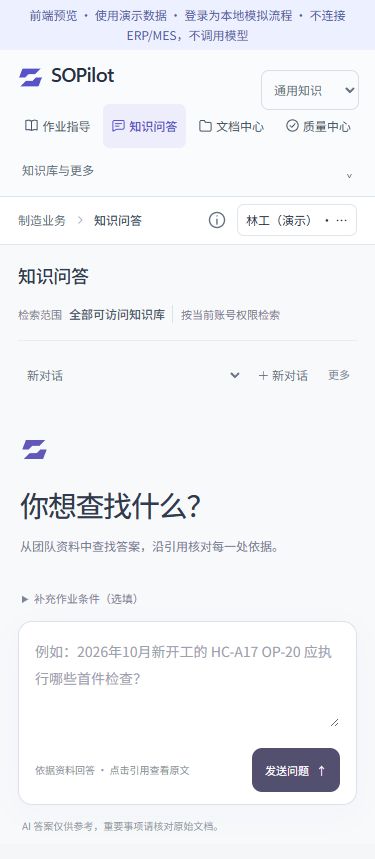 前端预览 · 使用演示数据 · 登录为本地模拟流程 · 不连接
ERP/MES，不调用模型
SOPilot
通用知识
作业指导 知识问答 文档中心 质量中心
知识库与更多
制造业务 > 知识问答 林工（演示） · ···
知识问答
检索范围 全部可访问知识库 按当前账号权限检索
新对话 + 新对话 更多
你想查找什么？
从团队资料中查找答案，沿引用核对每一处依据。
▶ 补充作业条件（选填）
例如：2026年10月新开工的 HC-A17 OP-20 应执
行哪些首件检查？
依据资料回答 · 点击引用查看原文 发送问题 ↑
AI 答案仅供参考，重要事项请核对原始文档。